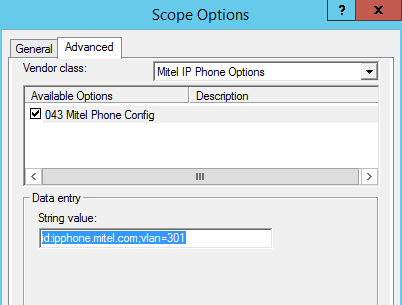 Scope Options
?
x
General
Advanced
Vendor class:
Mitel IP Phone Options
Available Options
Description
043 Mitel Phone Config
Data entry
String value:
id:ipphone.mitel.com;vlan=301